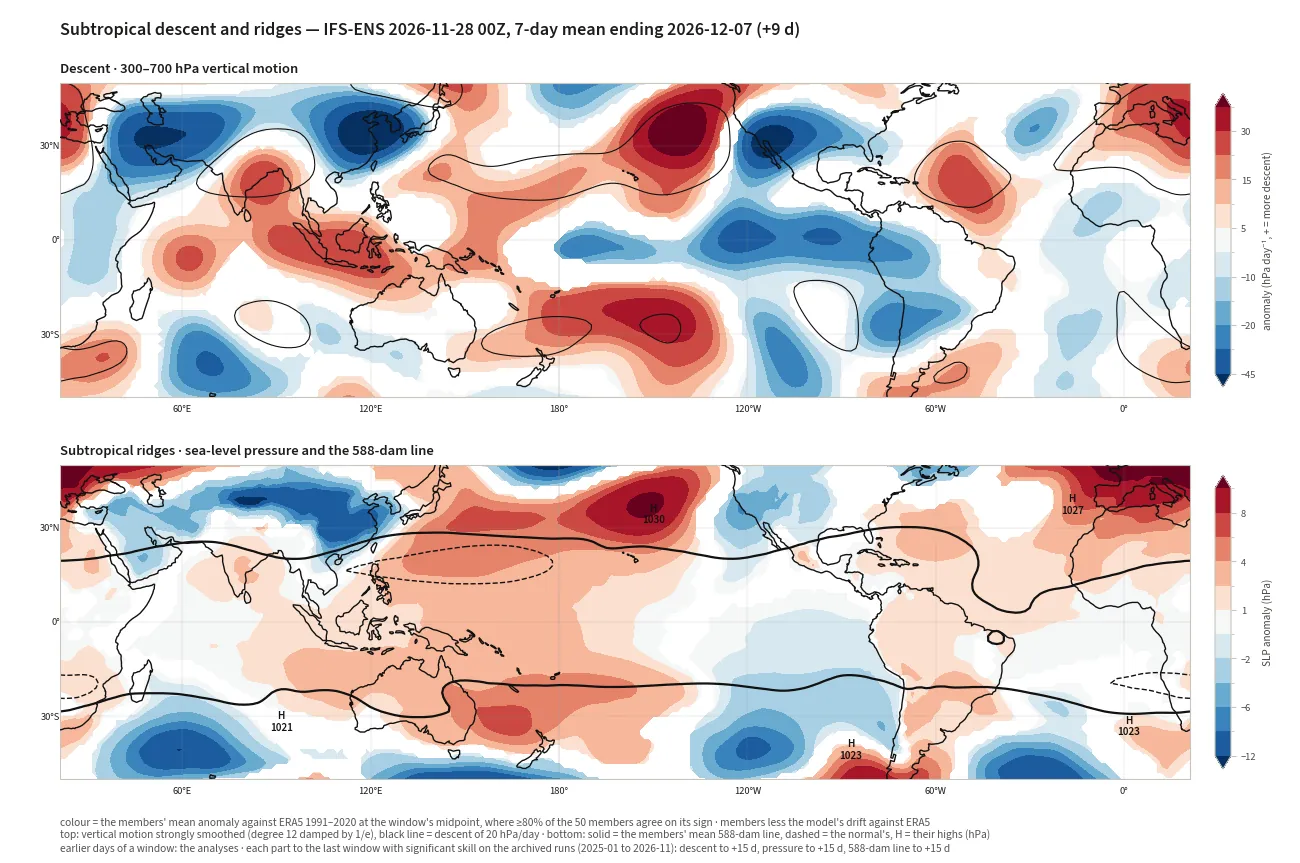 Subtropical descent and ridges — IFS-ENS 2026-11-28 00Z, 7-day mean ending 2026-12-07 (+9 d)
Descent · 300–700 hPa vertical motion
30°N
0°
30°S
60°E
120°E
180°
120°W
60°W
0°
30
15
5
−10
−20
−45
anomaly (hPa day⁻¹, + = more descent)
Subtropical ridges · sea-level pressure and the 588-dam line
30°N
0°
30°S
H
1030
H
1027
H
1021
H
1023
H
1023
60°E
120°E
180°
120°W
60°W
0°
8
4
1
−2
−6
−12
SLP anomaly (hPa)
colour = the members' mean anomaly against ERA5 1991–2020 at the window's midpoint, where ≥80% of the 50 members agree on its sign · members less the model's drift against ERA5
top: vertical motion strongly smoothed (degree 12 damped by 1/e), black line = descent of 20 hPa/day · bottom: solid = the members' mean 588-dam line, dashed = the normal's, H = their highs (hPa)
earlier days of a window: the analyses · each part to the last window with significant skill on the archived runs (2025-01 to 2026-11): descent to +15 d, pressure to +15 d, 588-dam line to +15 d